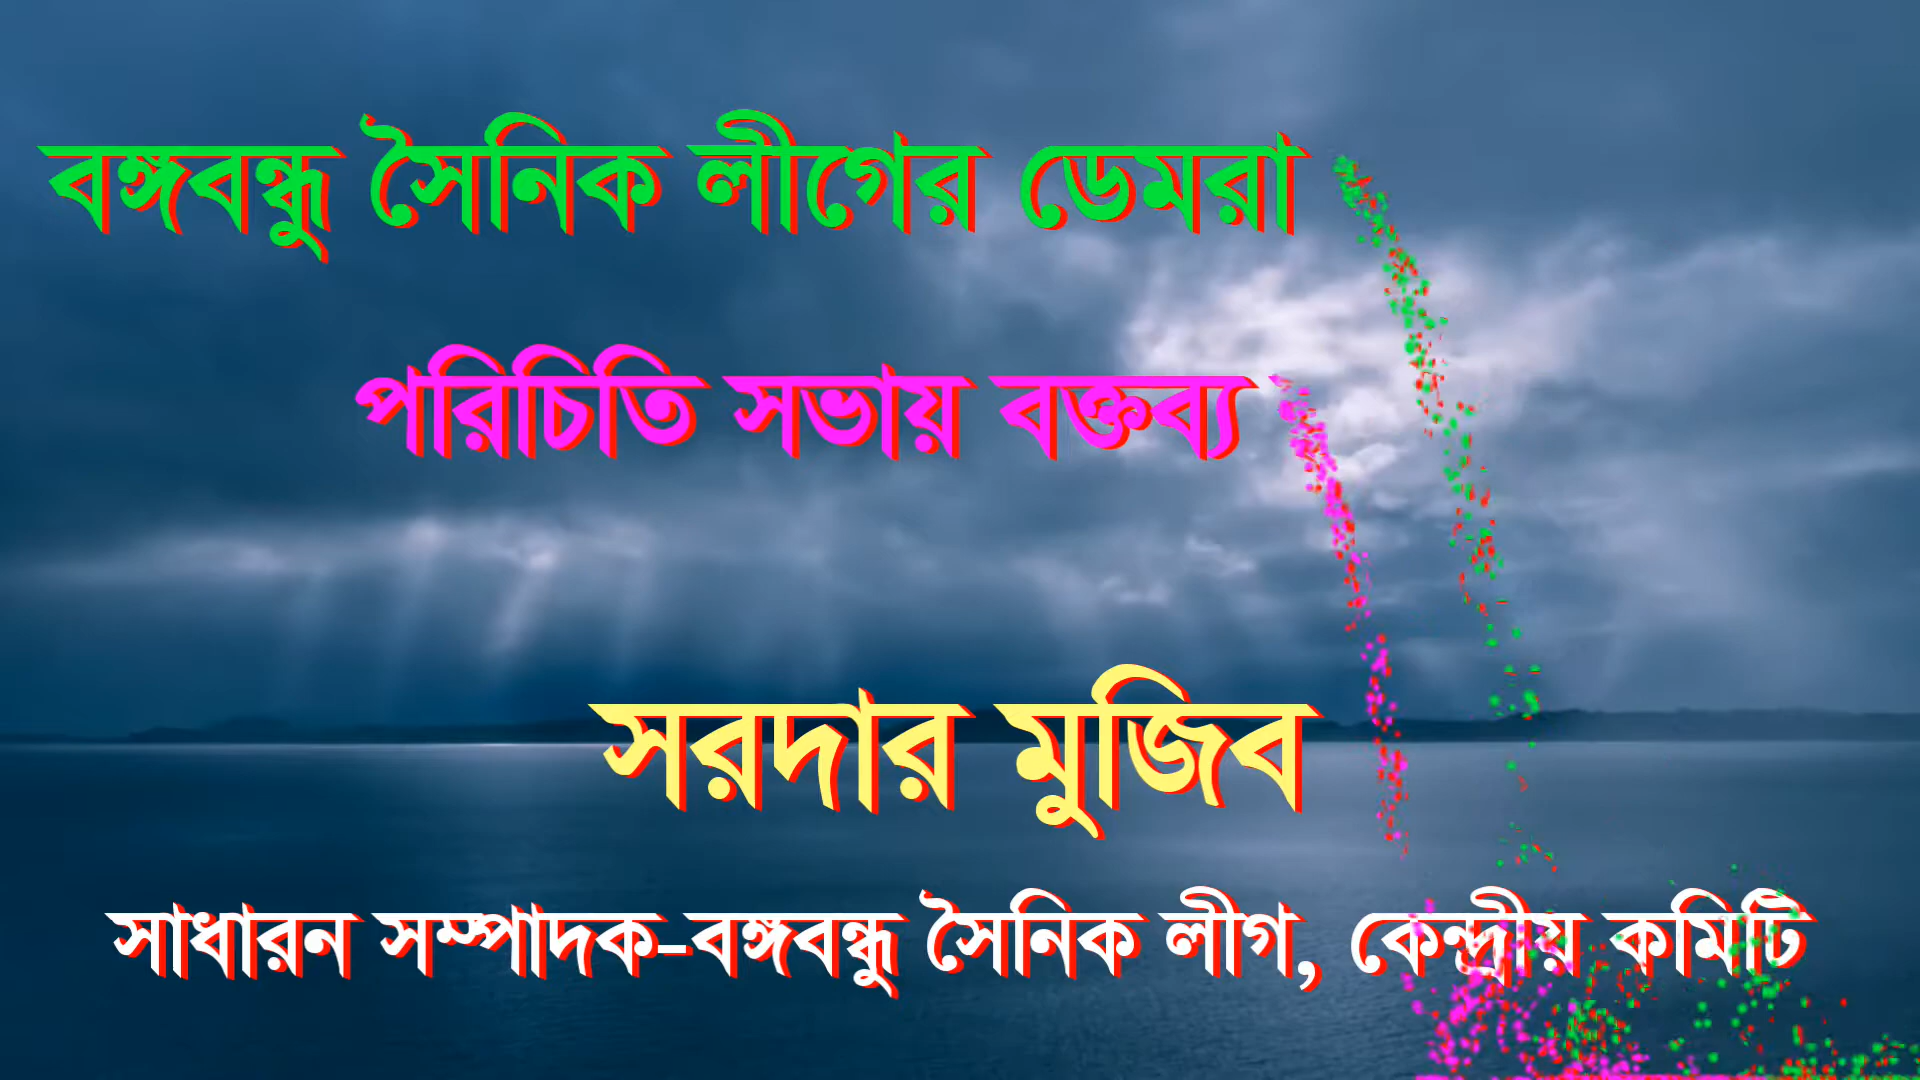 বঙ্গবন্ধু সৈনিক লীগের ডেমরা
পরিচিতি সভায় বক্তব্য
সরদার মুজিব
সাধারন সম্পাদক-বঙ্গবন্ধু সৈনিক লীগ, কেন্দ্রীয় কমিটি